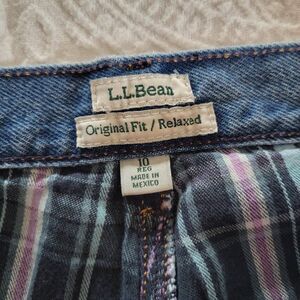 L.L.Bean
Original Fit / Relaxed
10
REG
MADE IN
MEXICO